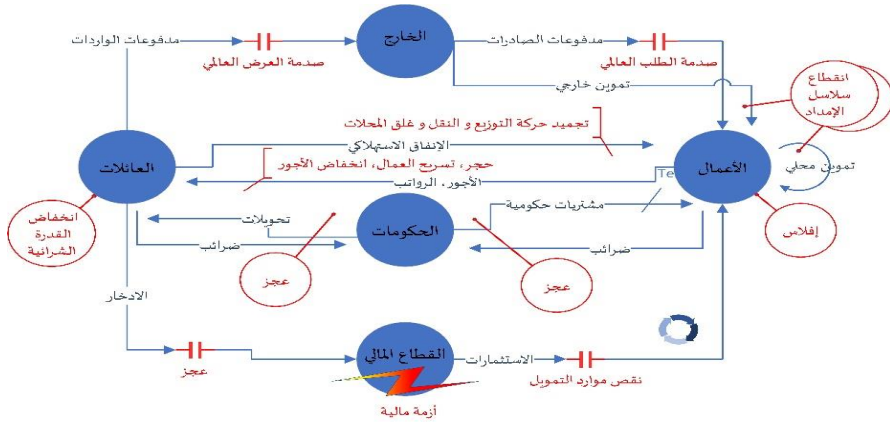 الخارج
مدفوعات الصادرات
مدفوعات الواردات
صدمة الطلب العالمي
صدمة العرض العالمي
تموين خارجي
انقطاع
سلاسل
الإمداد
تجميد حركة التوزيع و النقل و غلق المحلات
الإنفاق الاستهلاكي
حجر، تسريح العمال، انخفاض الأجور
الأجور، الرواتب
العائلات
الأعمال
Te
تموين محلي
انخفاض
القدرة
الشرائية
تحويلات
مشتريات حكومية
الحكومات
ضرائب
ضرائب
إفلاس
عجز
عجز
الادخار
القطاع المالي
الاستثمارات
عجز
نقص موارد التمويل
أزمة مالية